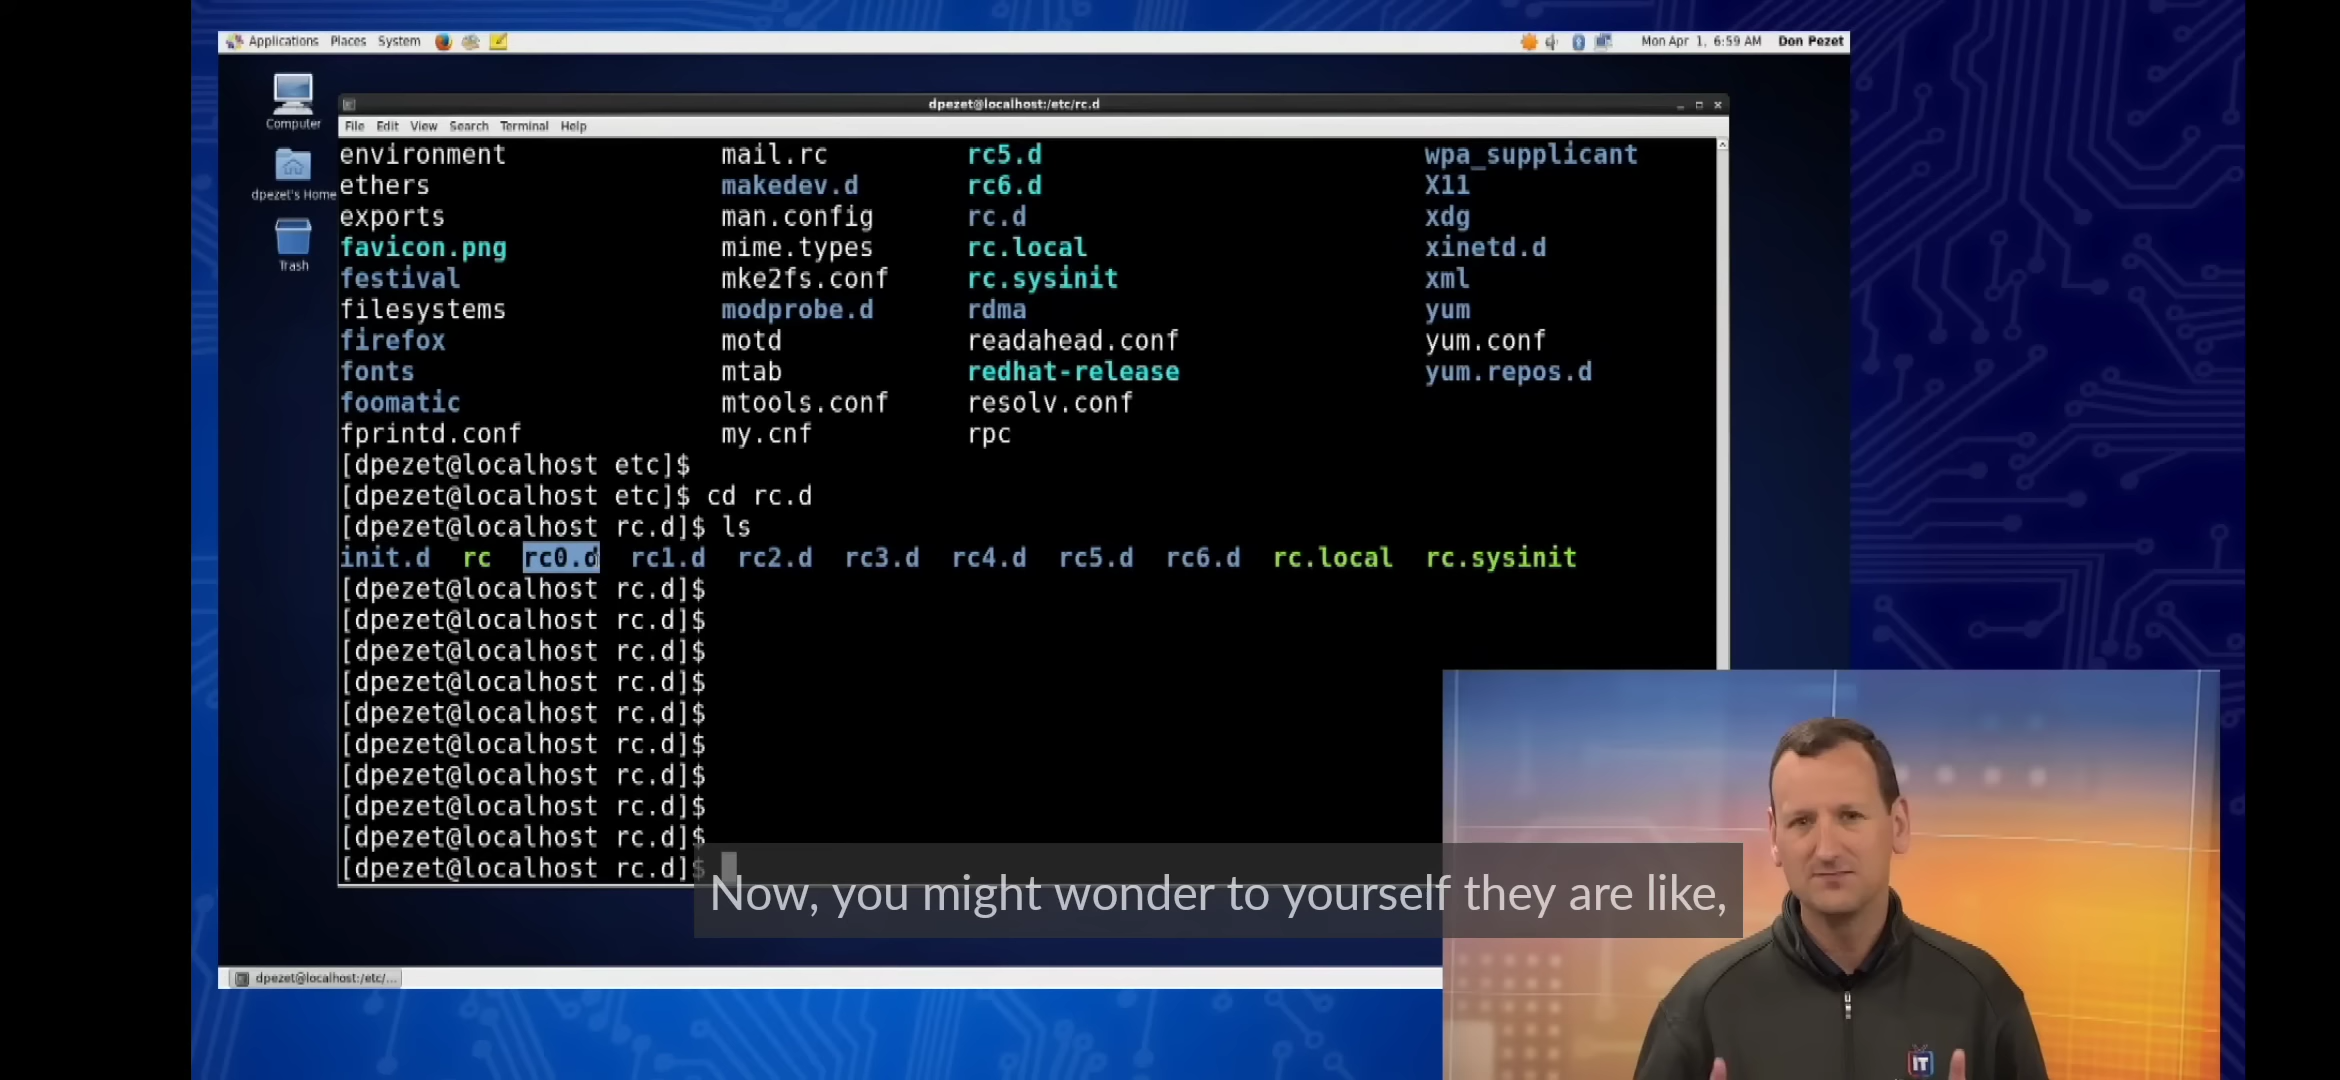 Applications Places System Mon Apr 1, 6:59 AM Don Pezet
Computer
dpezet's Home
Trash
dpezet@localhost:/etc/rc.d
File Edit View Search Terminal Help
environment mail.rc rc5.d wpa_supplicant
ethers makedev.d rc6.d X11
exports man.config rc.d xdg
favicon.png mime.types rc.local xinetd.d
festival mke2fs.conf rc.sysinit xml
filesystems modprobe.d rdma yum
firefox motd readahead.conf yum.conf
fonts mtab redhat-release yum.repos.d
foomatic mtools.conf resolv.conf
fprintd.conf my.cnf rpc
[dpezet@localhost etc]$
[dpezet@localhost etc]$ cd rc.d
[dpezet@localhost rc.d]$ ls
init.d rc rc0.d rc1.d rc2.d rc3.d rc4.d rc5.d rc6.d rc.local rc.sysinit
[dpezet@localhost rc.d]$
[dpezet@localhost rc.d]$
[dpezet@localhost rc.d]$
[dpezet@localhost rc.d]$
[dpezet@localhost rc.d]$
[dpezet@localhost rc.d]$
[dpezet@localhost rc.d]$
[dpezet@localhost rc.d]$
[dpezet@localhost rc.d]$
[dpezet@localhost rc.d]$
Now, you might wonder to yourself they are like,
dpezet@localhost:/etc/...
IT